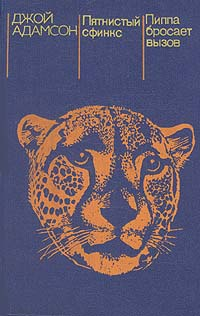 ДЖОЙ
АДАМСОН
Пятнистый
сфинкс
Пиппа
бросает
вызов